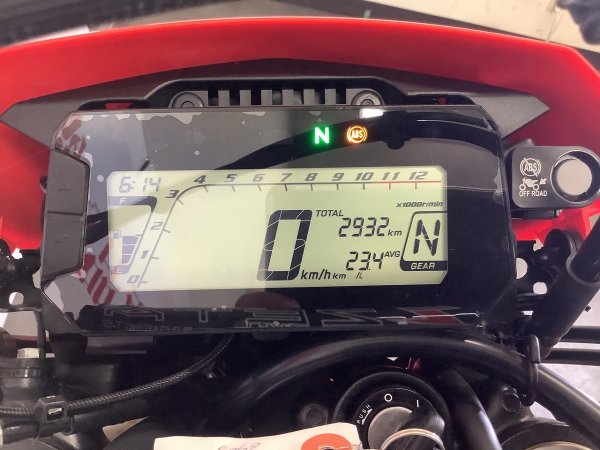 N ABS
ABS
OFF ROAD
6:14
F
E
0 1 2 3 4 5 6 7 8 9 10 11 12
x1000r/min
TOTAL 2932 km
0 km/h
23.4 AVG
km/L
N
GEAR
PUSH